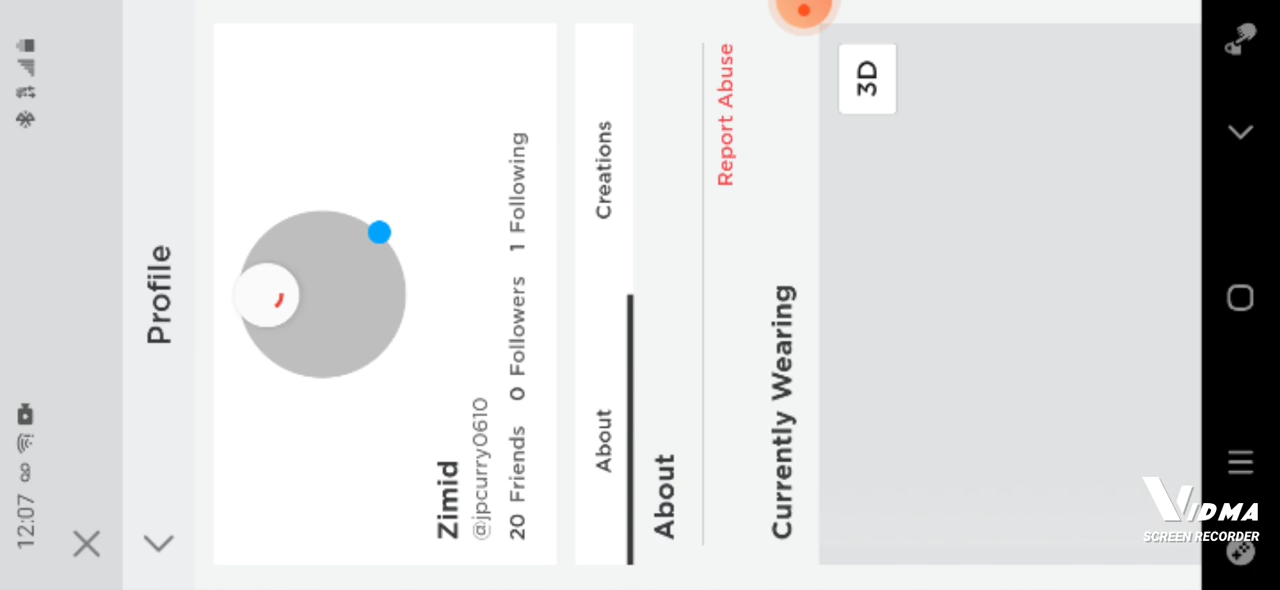 12:07
Profile
Zimid
@jpcurry0610
20 Friends 0 Followers 1 Following
About Creations
About
Report Abuse
Currently Wearing
3D
VIDMA
SCREEN RECORDER